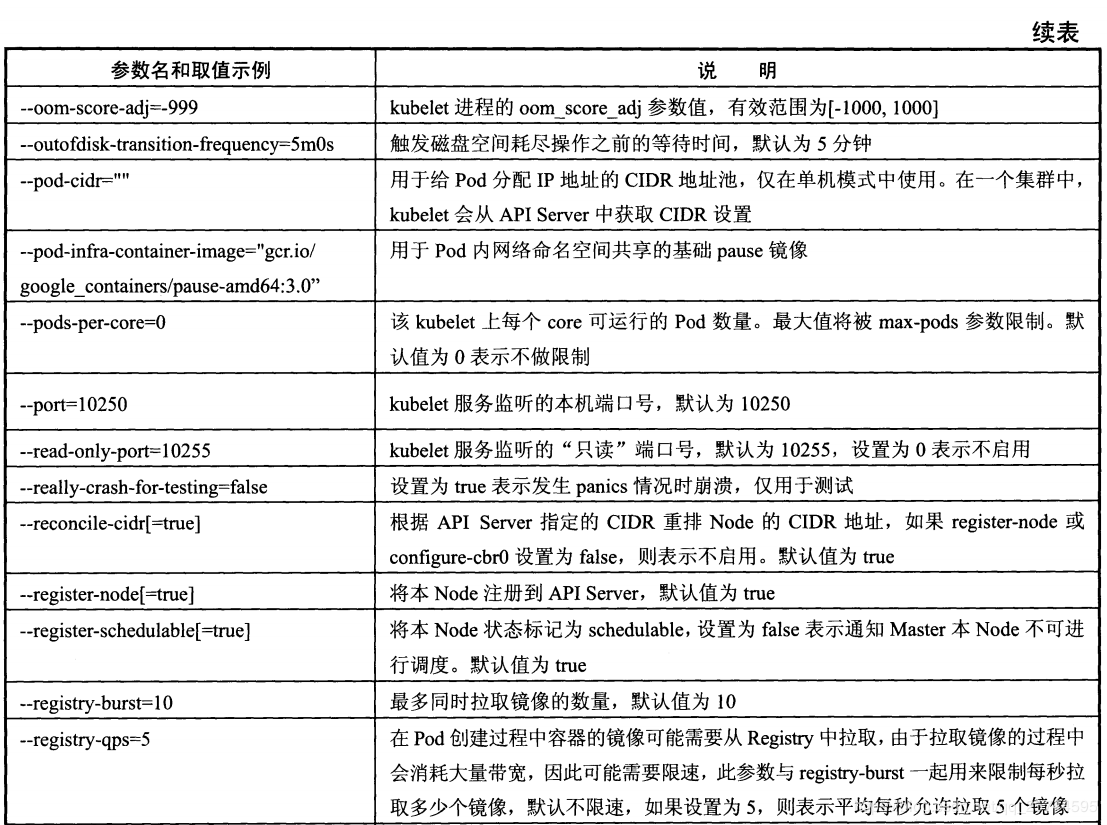 续表
参数名和取值示例
说 明
--oom-score-adj=-999
kubelet 进程的 oom_score_adj 参数值，有效范围为[-1000, 1000]
--outofdisk-transition-frequency=5m0s
触发磁盘空间耗尽操作之前的等待时间，默认为 5 分钟
--pod-cidr=""
用于给 Pod 分配 IP 地址的 CIDR 地址池，仅在单机模式中使用。在一个集群中，
kubelet 会从 API Server 中获取 CIDR 设置
--pod-infra-container-image="gcr.io/
google_containers/pause-amd64:3.0”
用于 Pod 内网络命名空间共享的基础 pause 镜像
--pods-per-core=0
该 kubelet 上每个 core 可运行的 Pod 数量。最大值将被 max-pods 参数限制。默
认值为 0 表示不做限制
--port=10250
kubelet 服务监听的本机端口号，默认为 10250
--read-only-port=10255
kubelet 服务监听的“只读”端口号，默认为 10255，设置为 0 表示不启用
--really-crash-for-testing=false
设置为 true 表示发生 panics 情况时崩溃，仅用于测试
--reconcile-cidr[=true]
根据 API Server 指定的 CIDR 重排 Node 的 CIDR 地址，如果 register-node 或
configure-cbr0 设置为 false，则表示不启用。默认值为 true
--register-node[=true]
将本 Node 注册到 API Server，默认值为 true
--register-schedulable[=true]
将本 Node 状态标记为 schedulable，设置为 false 表示通知 Master 本 Node 不可进
行调度。默认值为 true
--registry-burst=10
最多同时拉取镜像的数量，默认值为 10
--registry-qps=5
在 Pod 创建过程中容器的镜像可能需要从 Registry 中拉取，由于拉取镜像的过程中
会消耗大量带宽，因此可能需要限速，此参数与 registry-burst 一起用来限制每秒拉
取多少个镜像，默认不限速，如果设置为 5，则表示平均每秒允许拉取 5 个镜像